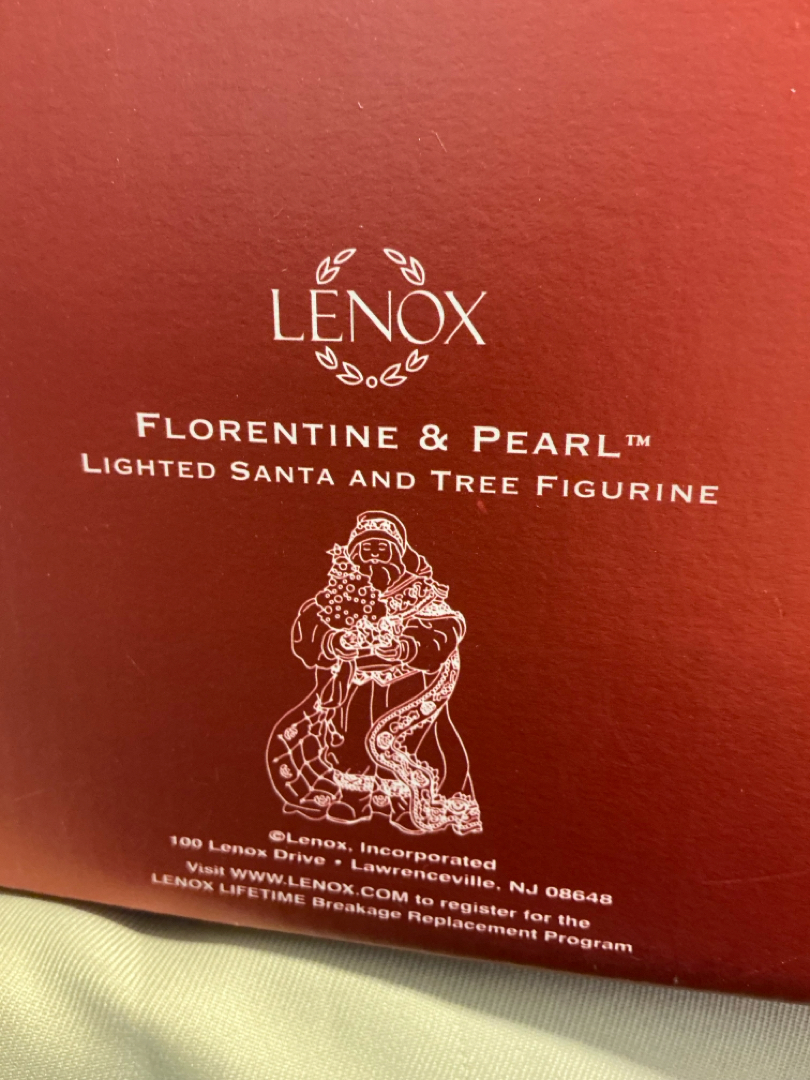 LENOX
FLORENTINE & PEARL™
LIGHTED SANTA AND TREE FIGURINE
©Lenox, Incorporated
100 Lenox Drive • Lawrenceville, NJ 08648
Visit WWW.LENOX.COM to register for the
LENOX LIFETIME Breakage Replacement Program